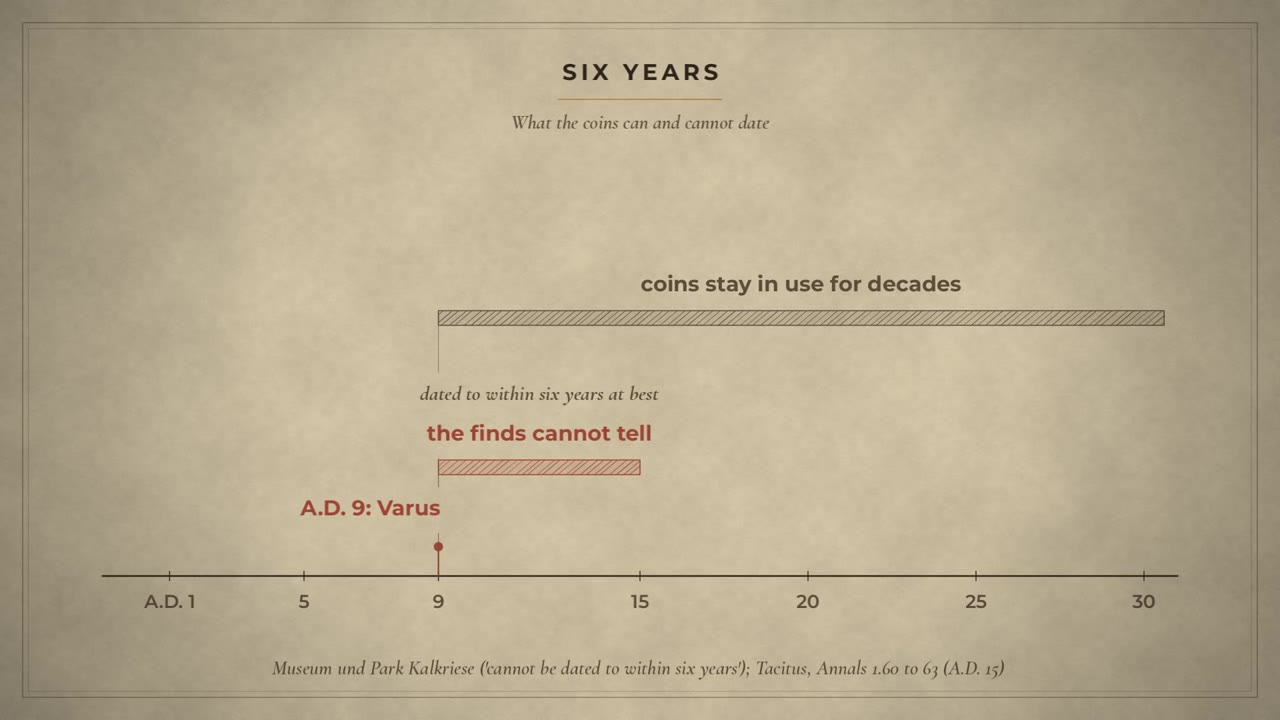 SIX YEARS
What the coins can and cannot date
coins stay in use for decades
dated to within six years at best
the finds cannot tell
A.D. 9: Varus
A.D. 1 5 9 15 20 25 30
Museum und Park Kalkriese ('cannot be dated to within six years'); Tacitus, Annals 1.60 to 63 (A.D. 15)